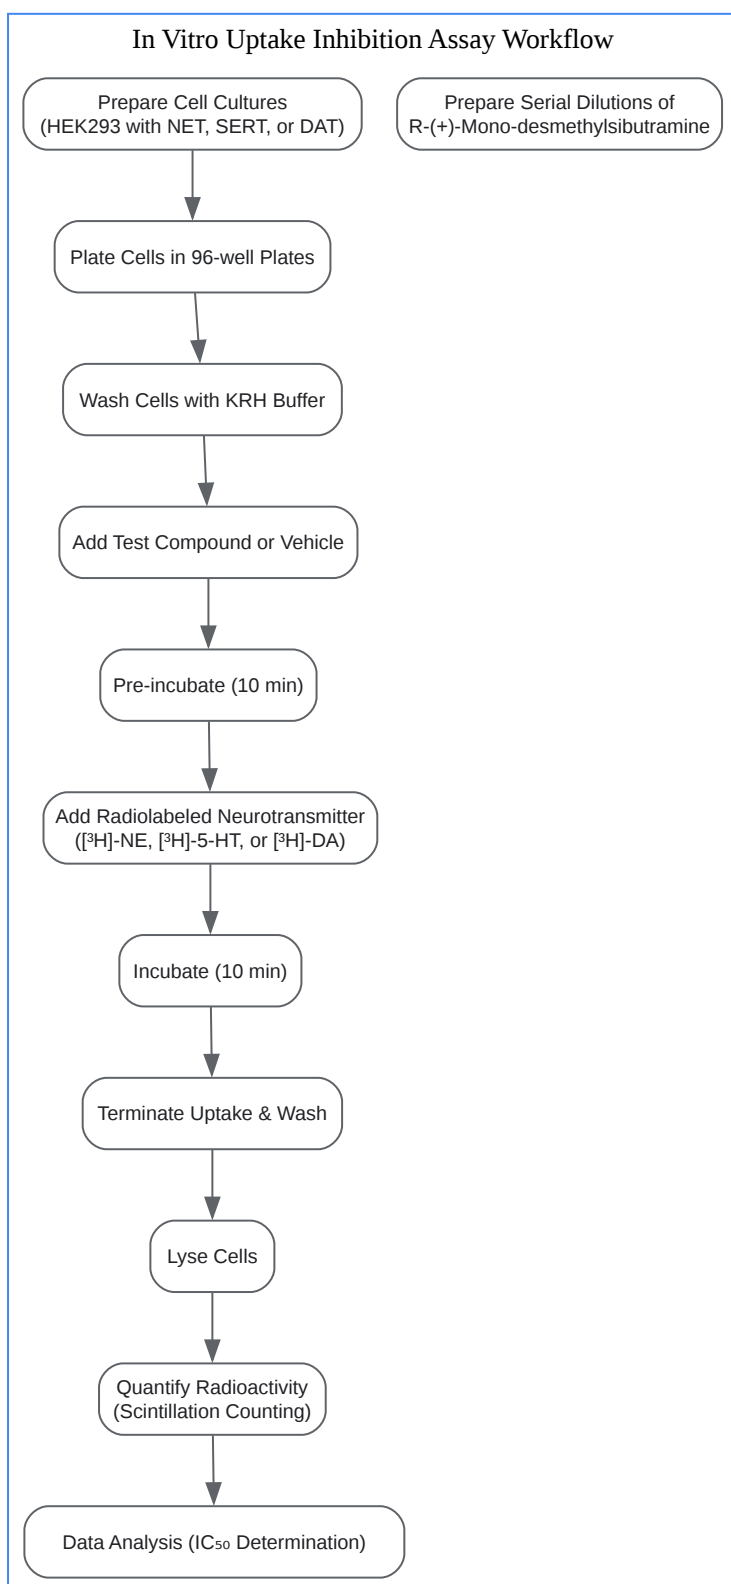 In Vitro Uptake Inhibition Assay Workflow
Prepare Cell Cultures
(HEK293 with NET, SERT, or DAT)
Prepare Serial Dilutions of
R-(+)-Mono-desmethylsibutramine
Plate Cells in 96-well Plates
Wash Cells with KRH Buffer
Add Test Compound or Vehicle
Pre-incubate (10 min)
Add Radiolabeled Neurotransmitter
([³H]-NE, [³H]-5-HT, or [³H]-DA)
Incubate (10 min)
Terminate Uptake & Wash
Lyse Cells
Quantify Radioactivity
(Scintillation Counting)
Data Analysis (IC₅₀ Determination)